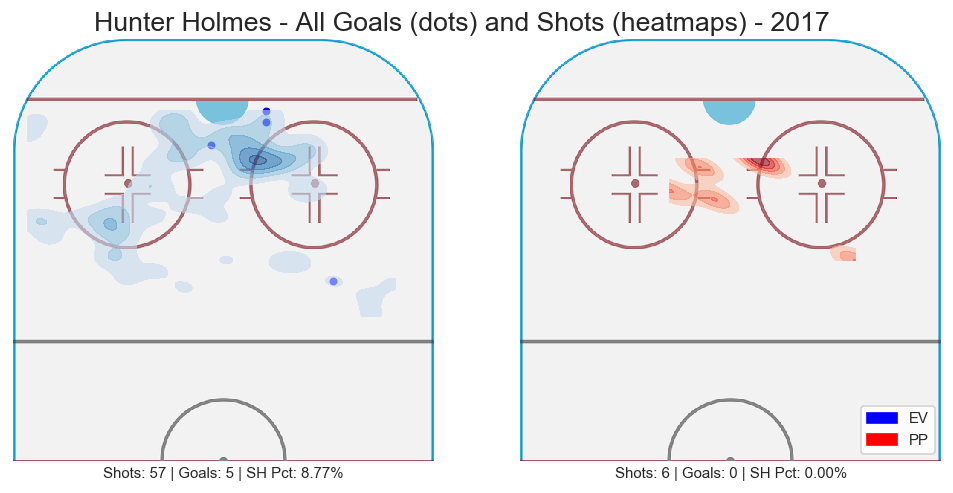 Hunter Holmes - All Goals (dots) and Shots (heatmaps) - 2017
EV
PP
Shots: 57 | Goals: 5 | SH Pct: 8.77%
Shots: 6 | Goals: 0 | SH Pct: 0.00%